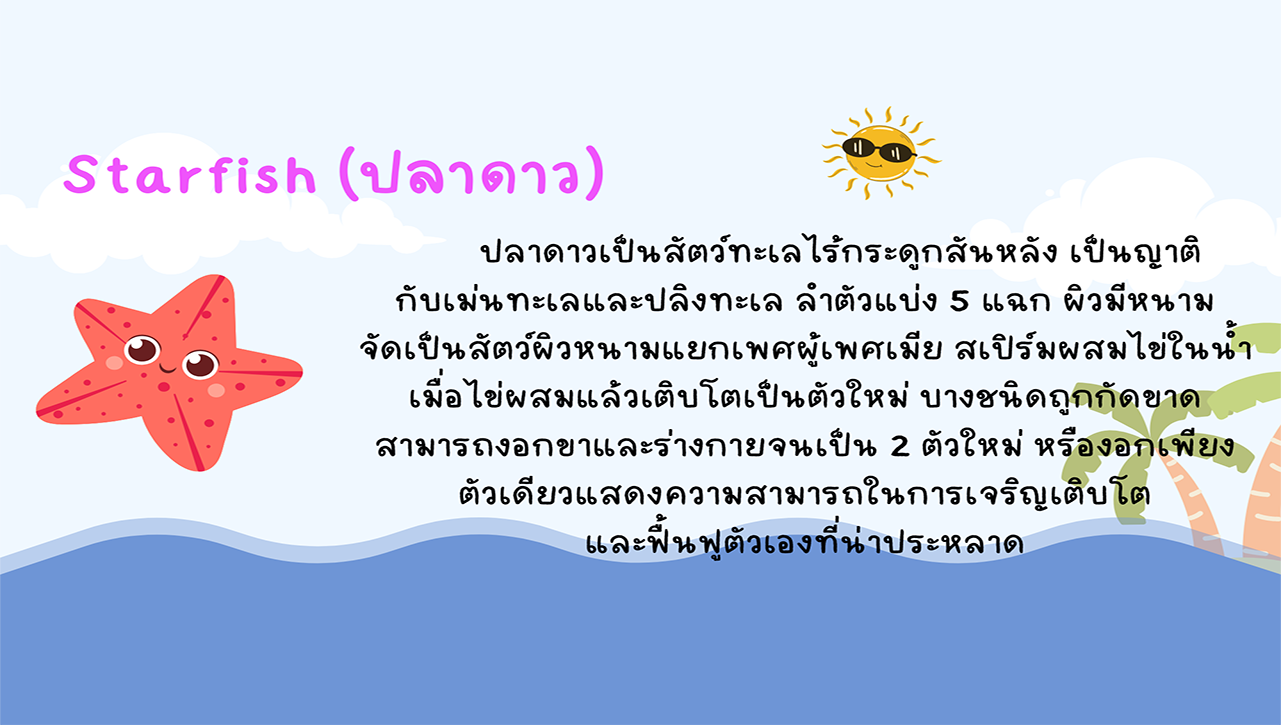 Starfish (ปลาดาว)
ปลาดาวเป็นสัตว์ทะเลไร้กระดูกสันหลัง เป็นญาติ
กับเม่นทะเลและปลิงทะเล ลำตัวแบ่ง 5 แฉก ผิวมีหนาม
จัดเป็นสัตว์ผิวหนามแยกเพศผู้เพศเมีย สเปิร์มผสมไข่ในน้ำ
เมื่อไข่ผสมแล้วเติบโตเป็นตัวใหม่ บางชนิดถูกกัดขาด
สามารถงอกขาและร่างกายจนเป็น 2 ตัวใหม่ หรืองอกเพียง
ตัวเดียวแสดงความสามารถในการเจริญเติบโต
และฟื้นฟูตัวเองที่น่าประหลาด